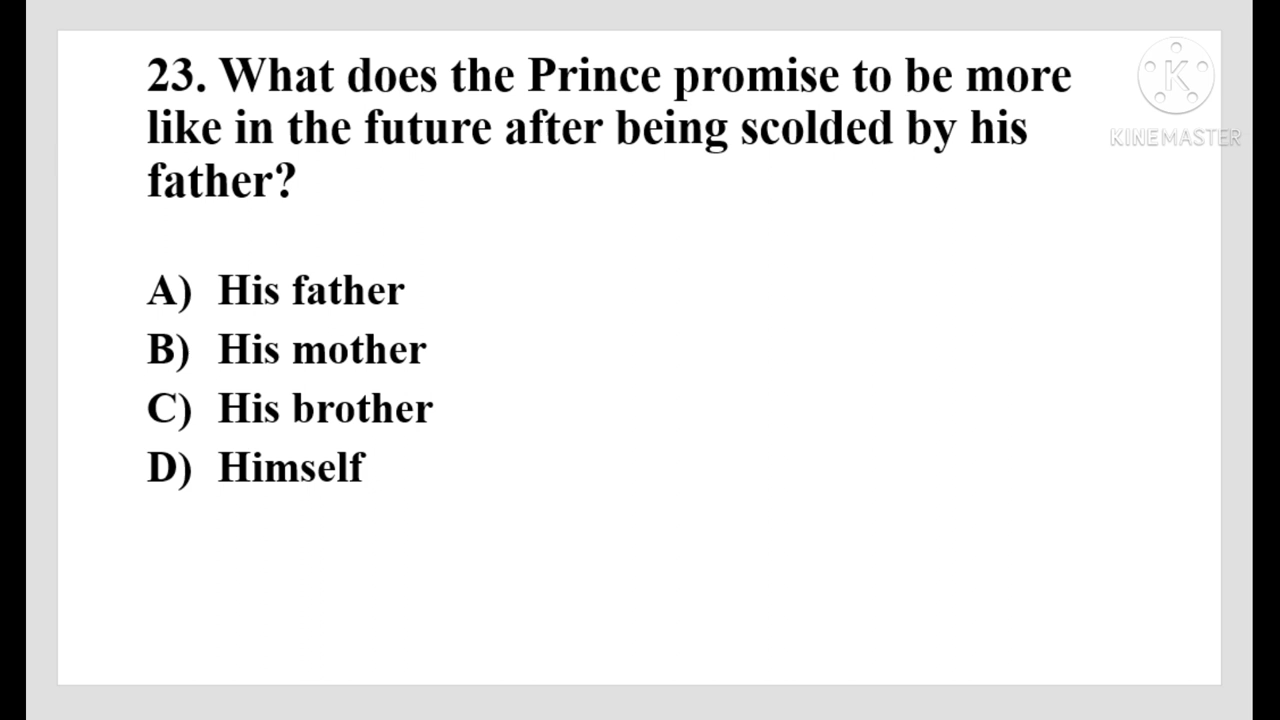 23. What does the Prince promise to be more
like in the future after being scolded by his
father?
K
KINEMASTER
A) His father
B) His mother
C) His brother
D) Himself